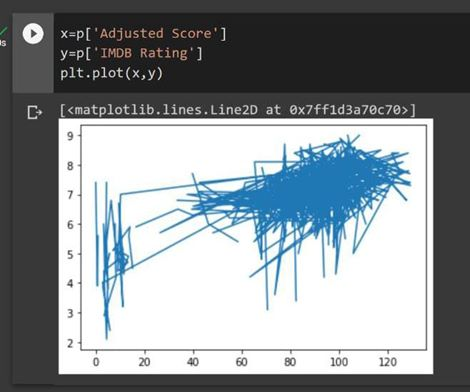 x=p['Adjusted Score']
y=p['IMDB Rating']
plt.plot(x,y)
0s
[<matplotlib.lines.Line2D at 0x7ff1d3a70c70>]
9
8
7
6
5
4
3
2
0 20 40 60 80 100 120